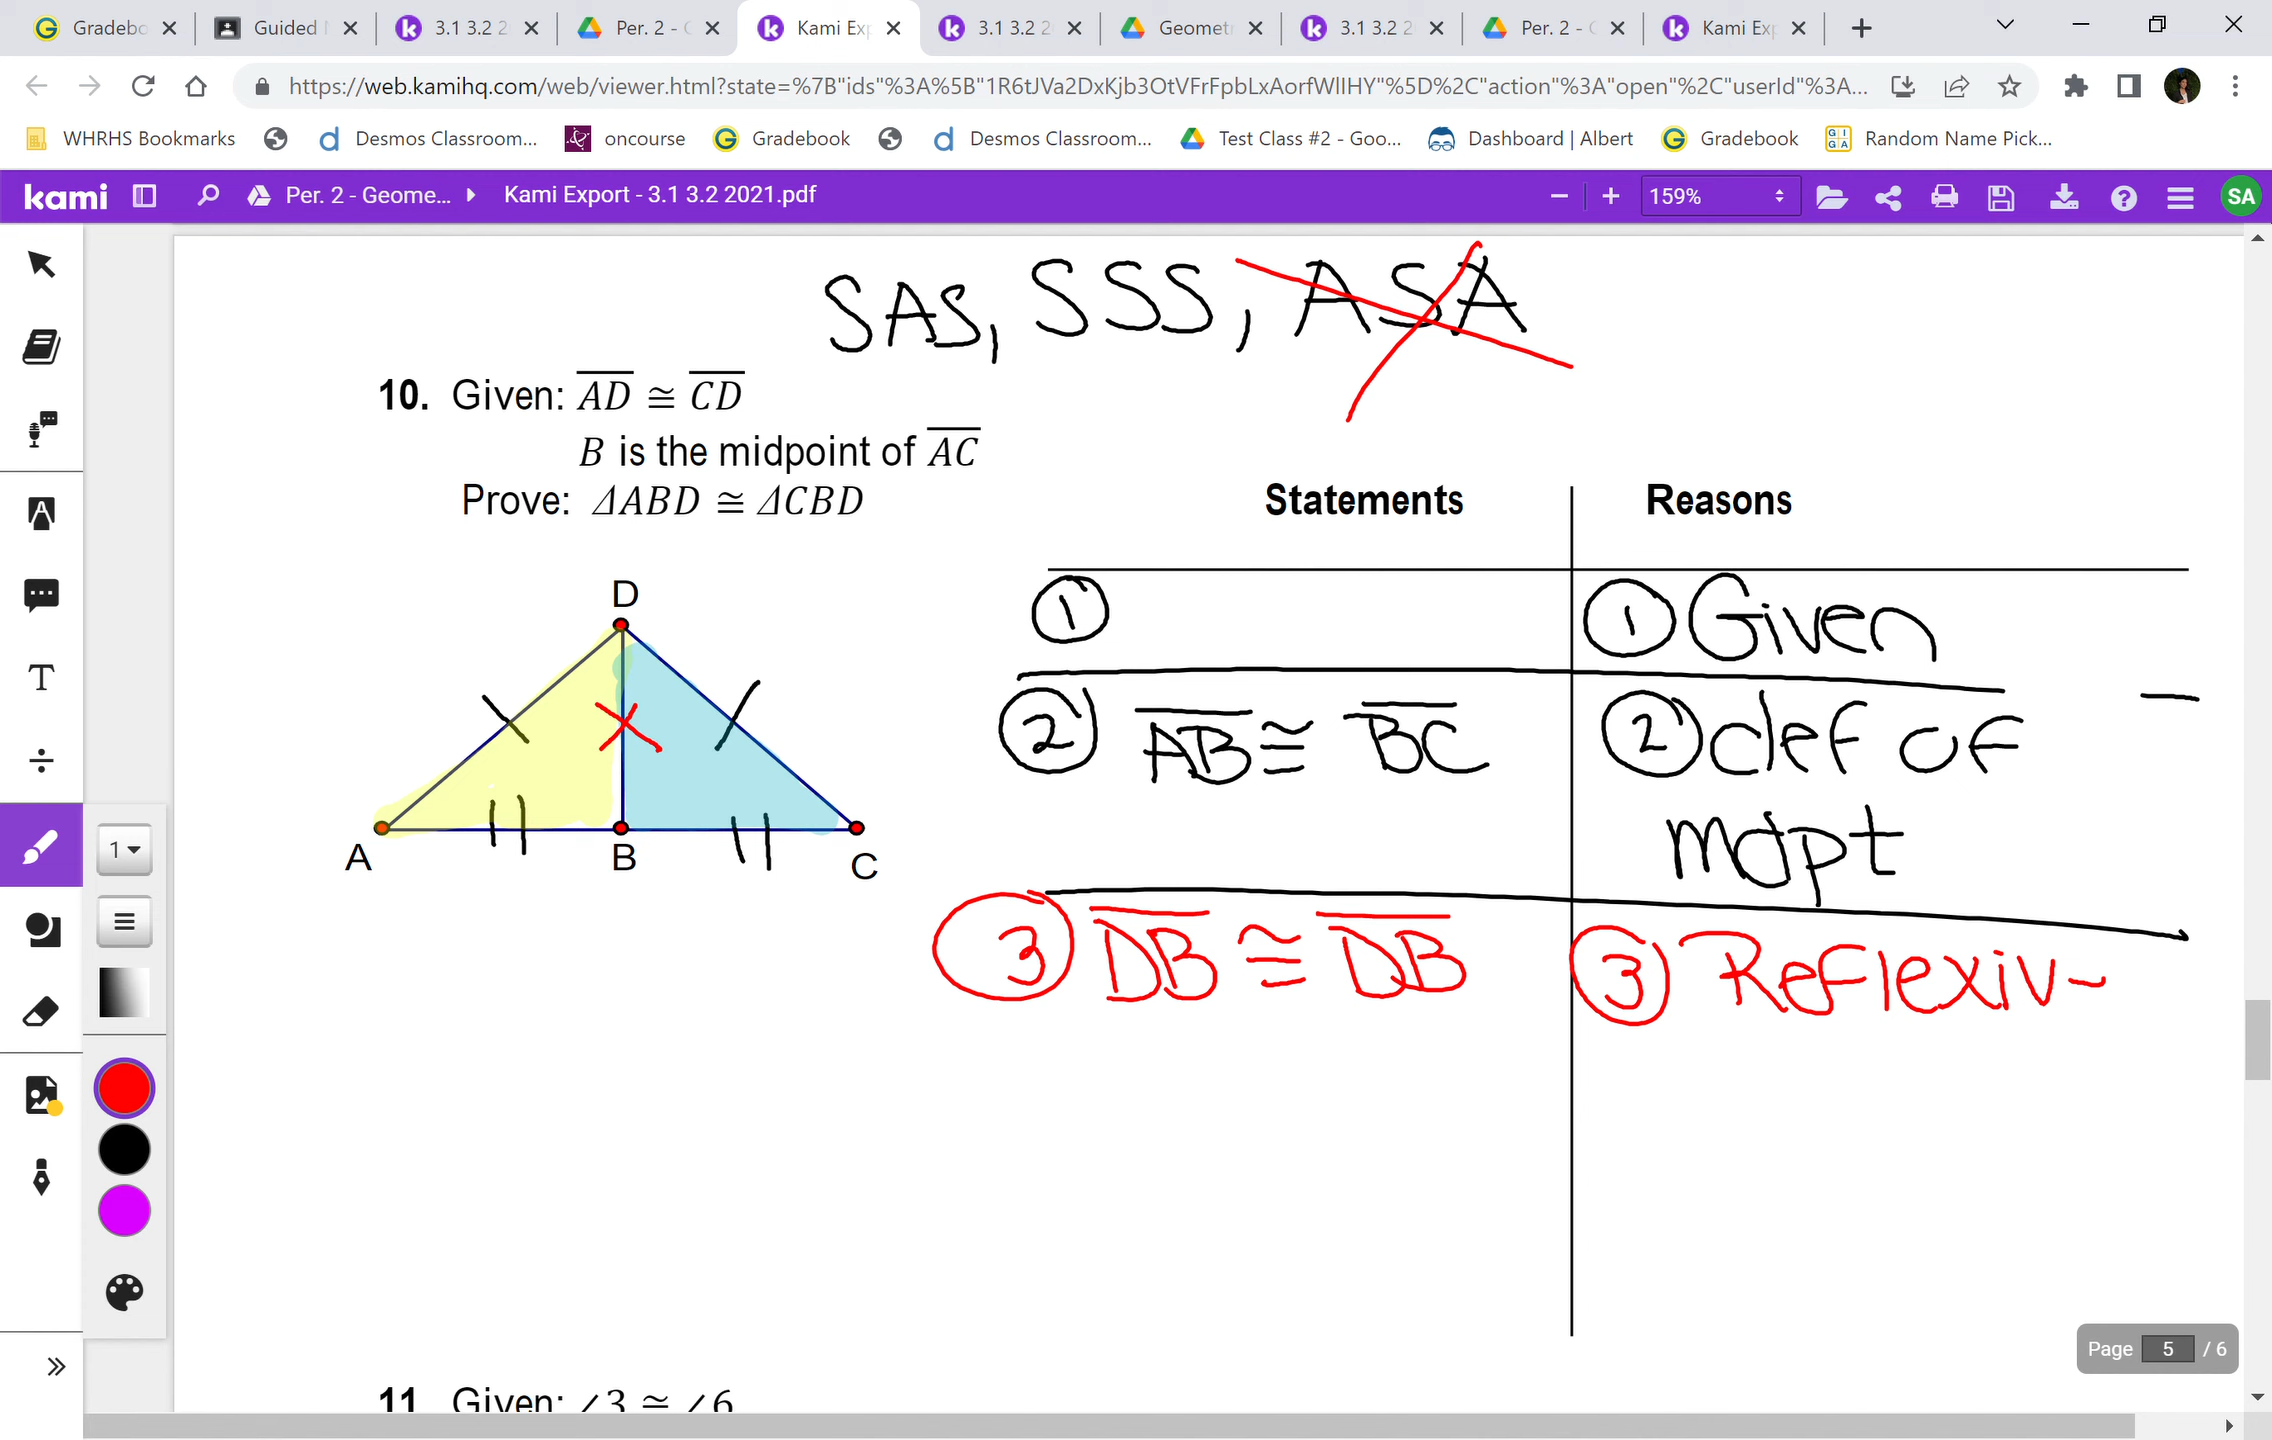 Gradebo
Guided
3.1 3.2 2
Per. 2 - G
Kami Exp
3.1 3.2 2
Geomet
3.1 3.2 2
Per. 2 - G
Kami Exp
https://web.kamihq.com/web/viewer.html?state=%7B"ids"%3A%5B"1R6tJVa2DxKjb3OtVFrFpbLxAorfWlIHY"%5D%2C"action"%3A"open"%2C"userId"%3A...
WHRHS Bookmarks
Desmos Classroom...
oncourse
Gradebook
Desmos Classroom...
Test Class #2 - Goo...
Dashboard | Albert
Gradebook
Random Name Pick...
kami
Per. 2 - Geome...
Kami Export - 3.1 3.2 2021.pdf
159%
SA
SAS, SSS, ASA
10. Given: AD ≅ CD
B is the midpoint of AC
Prove: ΔABD ≅ ΔCBD
Statements Reasons
D
A
B
C
① ① Given
② AB ≅ BC ② def of
mdpt
③ DB ≅ DB ③ Reflexiv
1
Page 5 / 6
11 Given: ∠3 ≅ ∠6